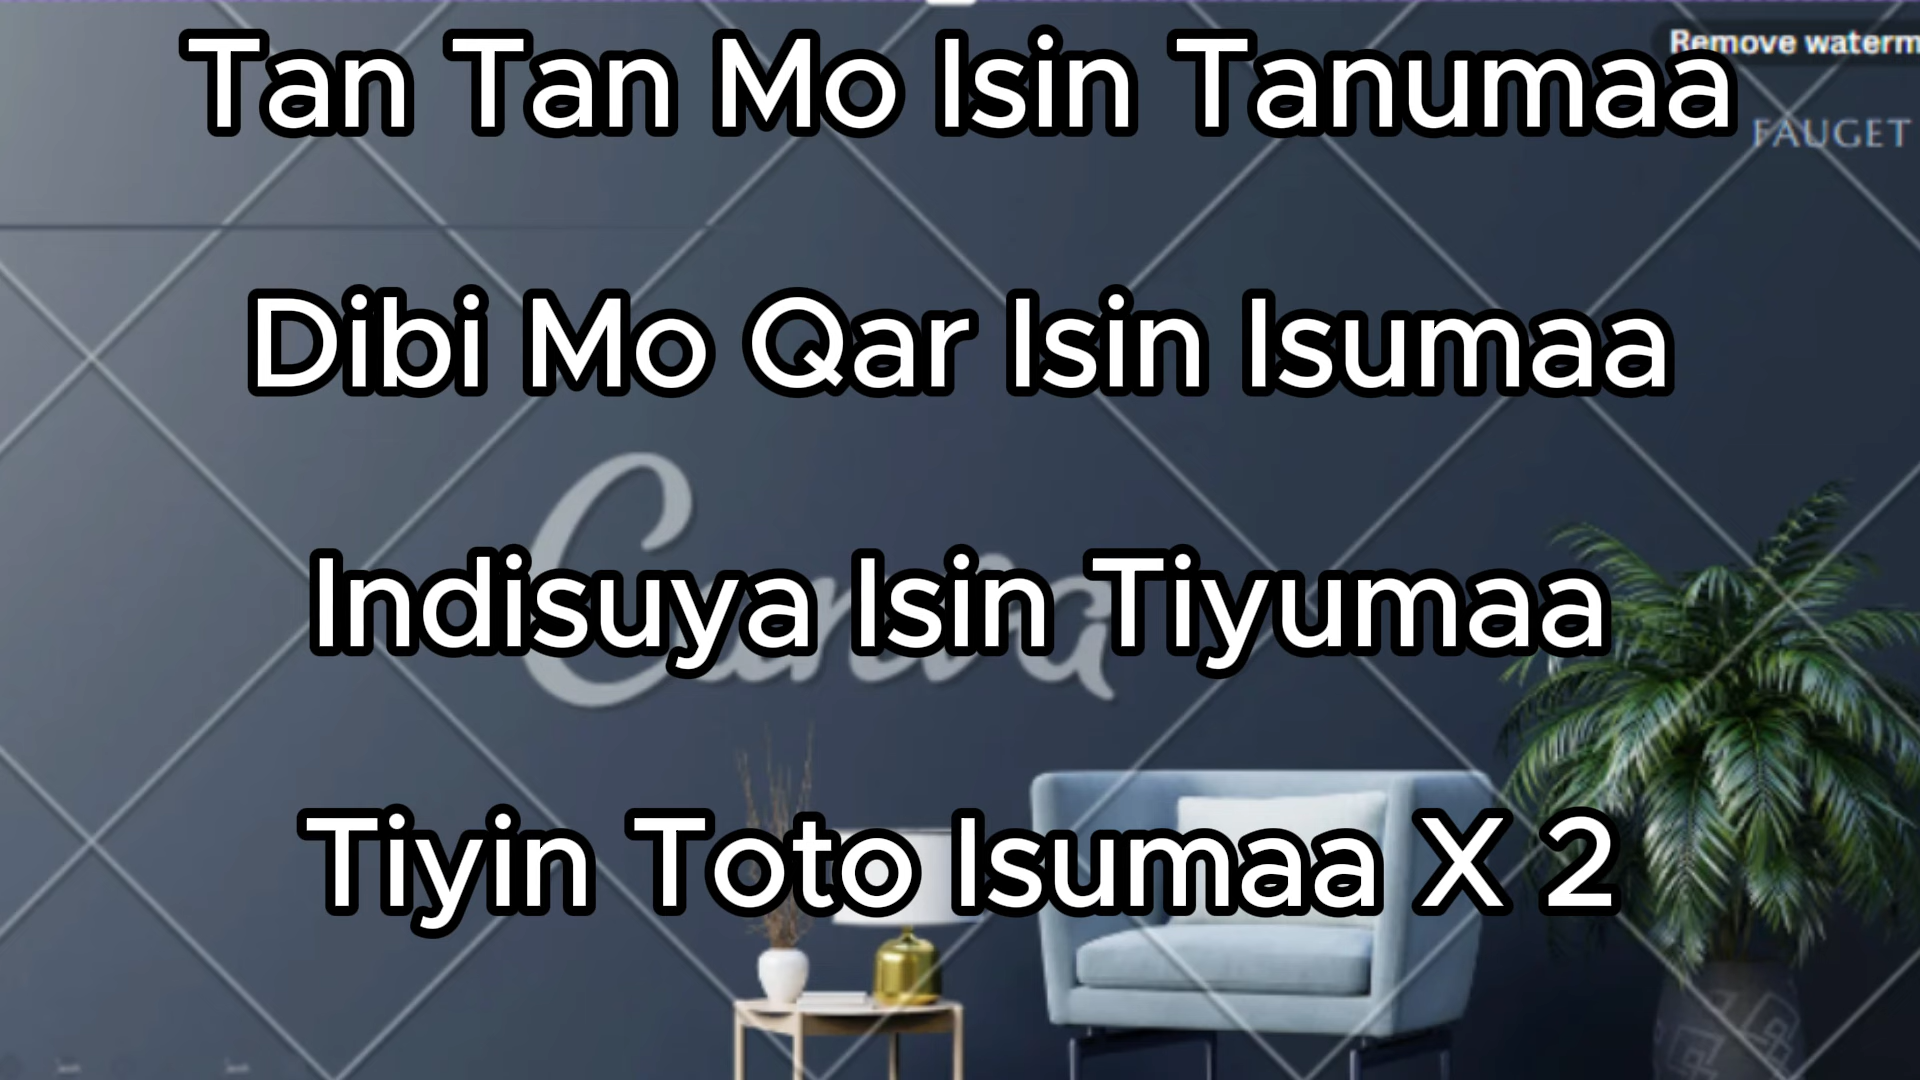 Tan Tan Mo Isin Tanumaa
Remove waterm
FAUGET
Dibi Mo Qar Isin Isumaa
Canva
Indisuya Isin Tiyumaa
Tiyin Toto Isumaa X 2